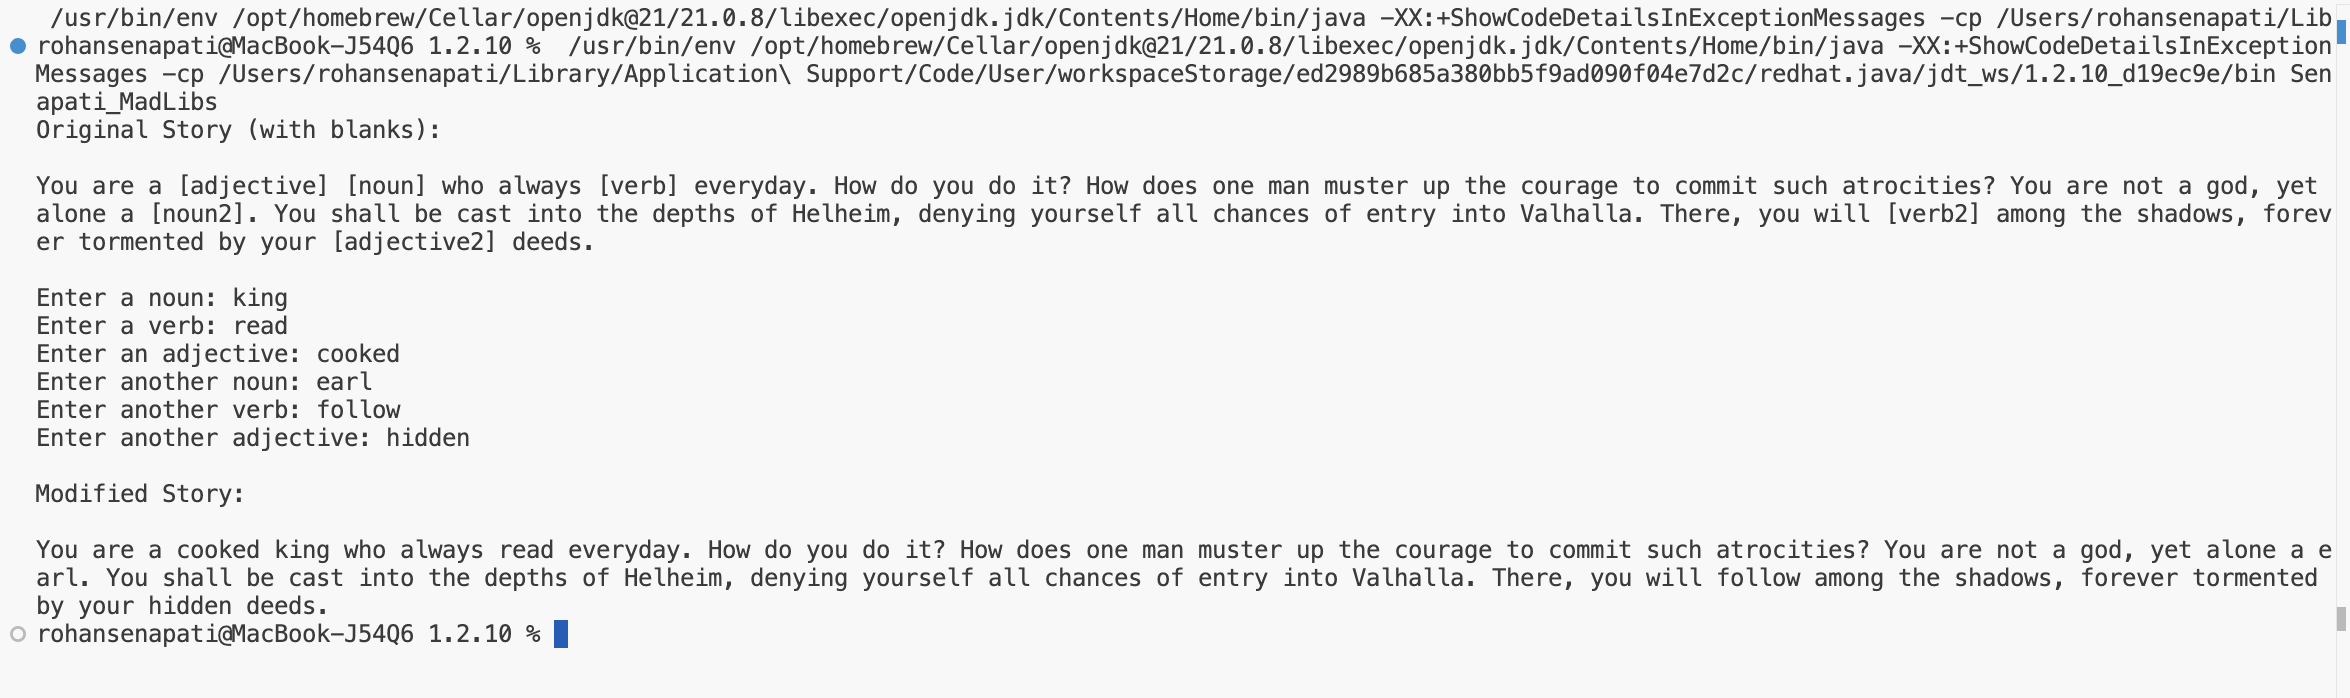 /usr/bin/env /opt/homebrew/Cellar/openjdk@21/21.0.8/libexec/openjdk.jdk/Contents/Home/bin/java -XX:+ShowCodeDetailsInExceptionMessages -cp /Users/rohansenapati/Lib
rohansenapati@MacBook-J54Q6 1.2.10 %  /usr/bin/env /opt/homebrew/Cellar/openjdk@21/21.0.8/libexec/openjdk.jdk/Contents/Home/bin/java -XX:+ShowCodeDetailsInException
Messages -cp /Users/rohansenapati/Library/Application\ Support/Code/User/workspaceStorage/ed2989b685a380bb5f9ad090f04e7d2c/redhat.java/jdt_ws/1.2.10_d19ec9e/bin Sen
apati_MadLibs
Original Story (with blanks):
You are a [adjective] [noun] who always [verb] everyday. How do you do it? How does one man muster up the courage to commit such atrocities? You are not a god, yet
alone a [noun2]. You shall be cast into the depths of Helheim, denying yourself all chances of entry into Valhalla. There, you will [verb2] among the shadows, forev
er tormented by your [adjective2] deeds.
Enter a noun: king
Enter a verb: read
Enter an adjective: cooked
Enter another noun: earl
Enter another verb: follow
Enter another adjective: hidden
Modified Story:
You are a cooked king who always read everyday. How do you do it? How does one man muster up the courage to commit such atrocities? You are not a god, yet alone a e
arl. You shall be cast into the depths of Helheim, denying yourself all chances of entry into Valhalla. There, you will follow among the shadows, forever tormented
by your hidden deeds.
rohansenapati@MacBook-J54Q6 1.2.10 %